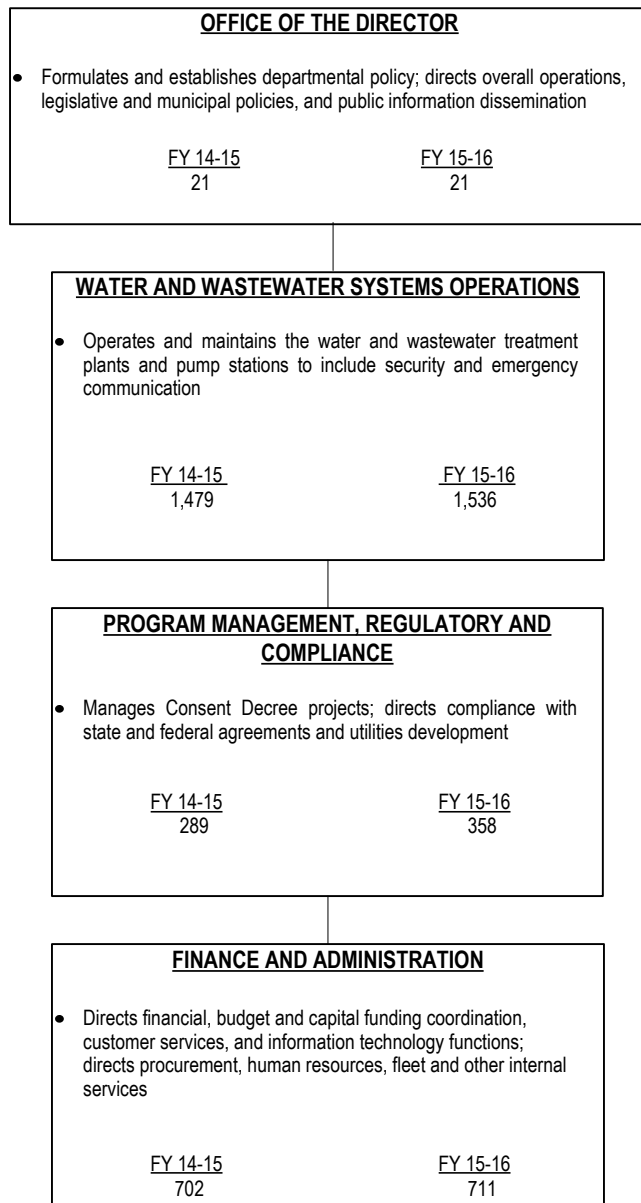 OFFICE OF THE DIRECTOR
• Formulates and establishes departmental policy; directs overall operations,
legislative and municipal policies, and public information dissemination
FY 14-15 FY 15-16
21 21
WATER AND WASTEWATER SYSTEMS OPERATIONS
• Operates and maintains the water and wastewater treatment
plants and pump stations to include security and emergency
communication
FY 14-15 FY 15-16
1,479 1,536
PROGRAM MANAGEMENT, REGULATORY AND
COMPLIANCE
• Manages Consent Decree projects; directs compliance with
state and federal agreements and utilities development
FY 14-15 FY 15-16
289 358
FINANCE AND ADMINISTRATION
• Directs financial, budget and capital funding coordination,
customer services, and information technology functions;
directs procurement, human resources, fleet and other internal
services
FY 14-15 FY 15-16
702 711